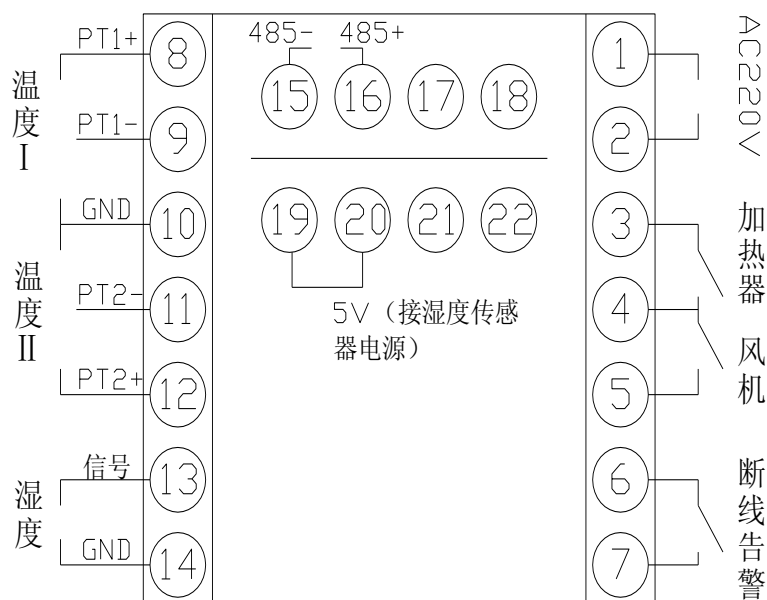 温度Ⅰ
PT1+
8
PT1-
9
GND
10
温度Ⅱ
PT2-
11
PT2+
12
湿度
信号
13
GND
14
485- 485+
15 16 17 18
19 20 21 22
5V（接湿度传感
器电源）
1
2
AC220V
3
加热器
4
风机
5
6
断线告警
7